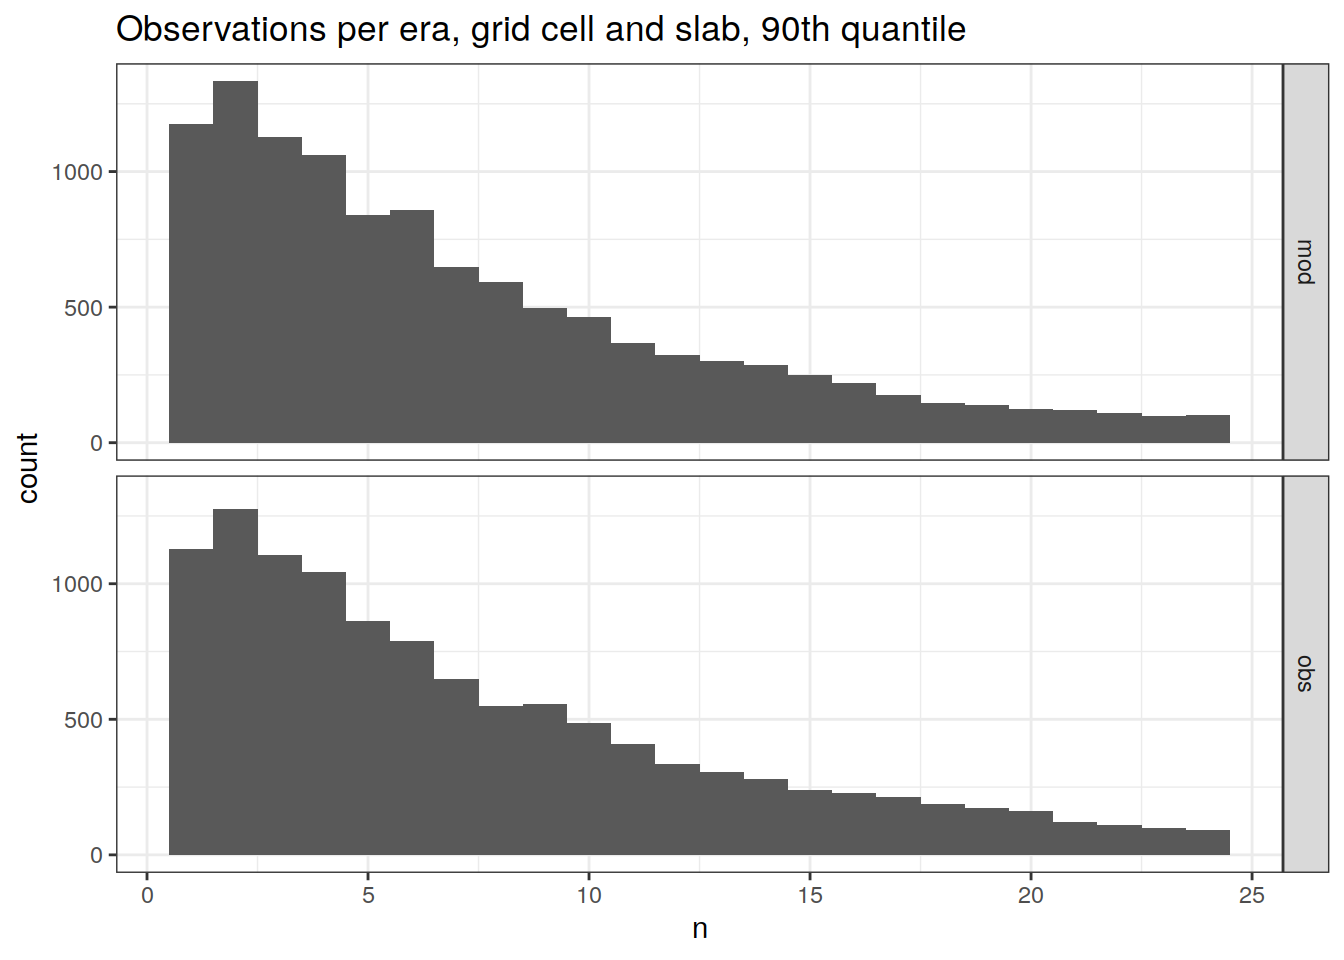 Observations per era, grid cell and slab, 90th quantile
1000
500
0
mod
count
1000
500
0
obs
0 5 10 15 20 25
n